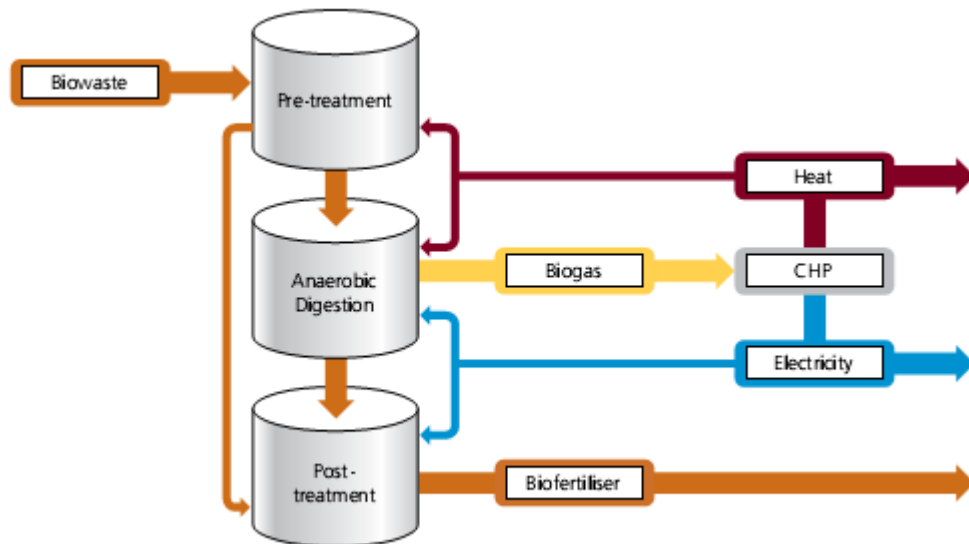 Biowaste
Pre-treatment
Heat
Anaerobic
Digestion
Biogas
CHP
Electricity
Post-
treatment
Biofertiliser